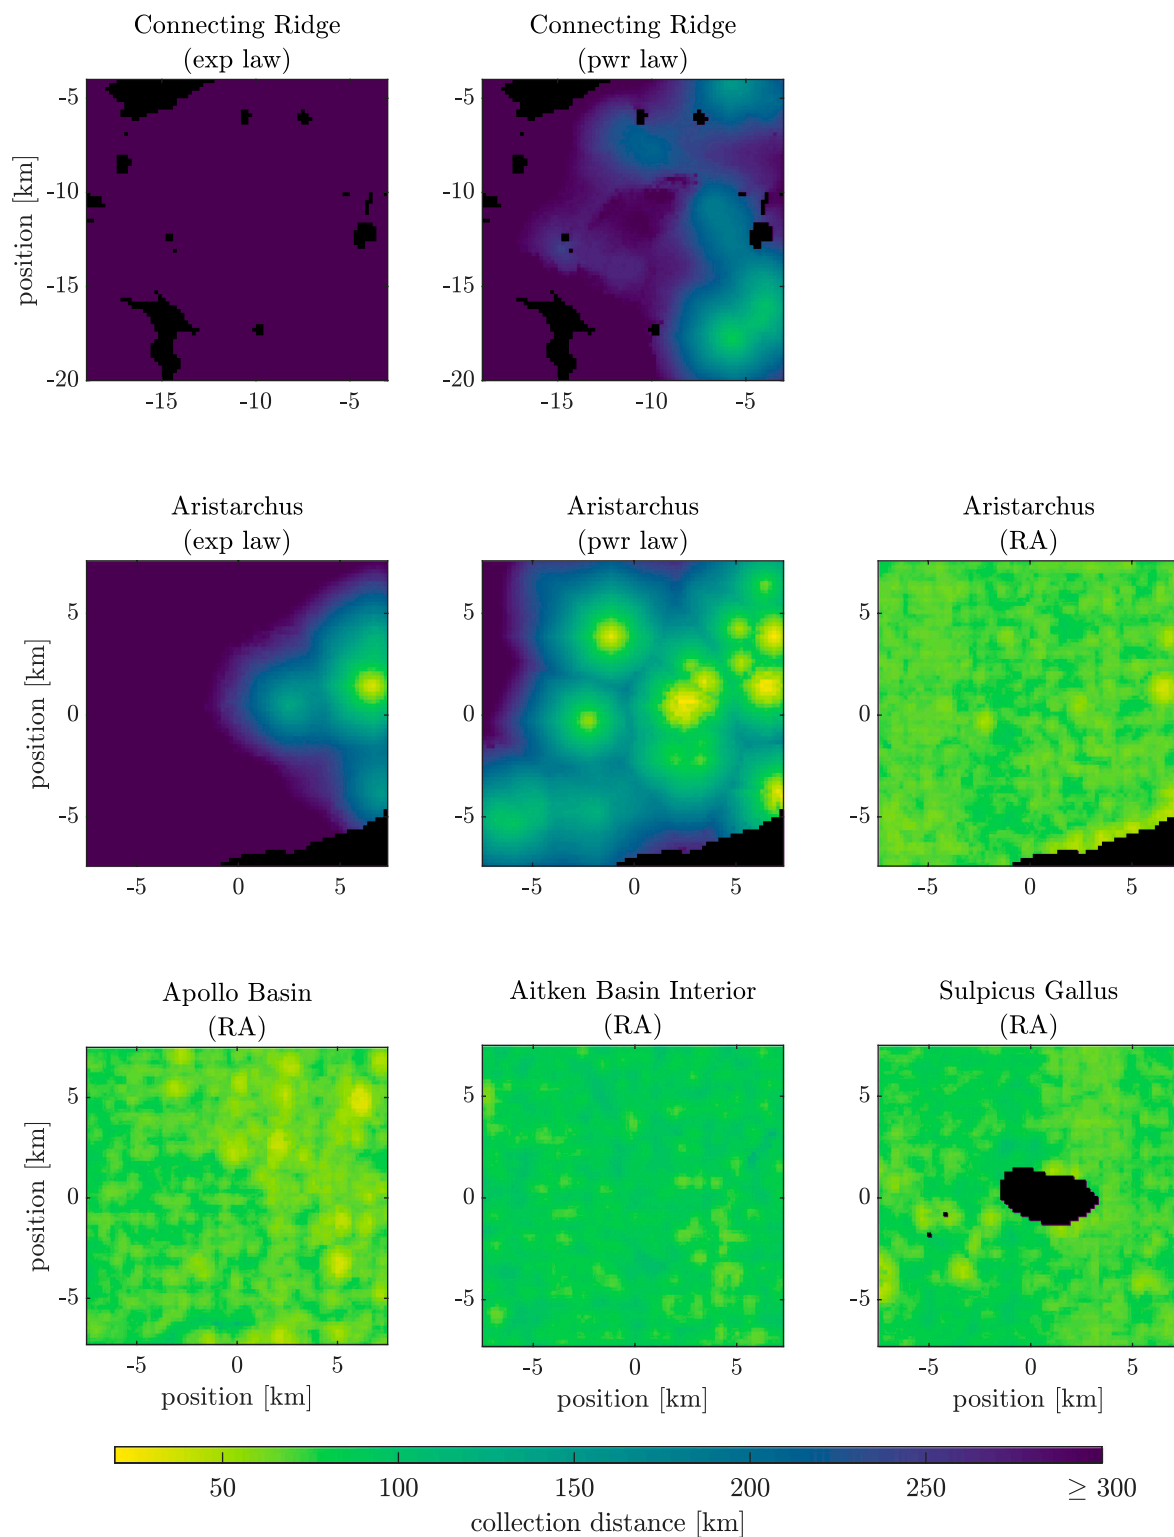 Connecting Ridge
(exp law)
Connecting Ridge
(pwr law)
position [km]
-5
-10
-15
-20
-15
-10
-5
-5
-10
-15
-20
-15
-10
-5
Aristarchus
(exp law)
Aristarchus
(pwr law)
Aristarchus
(RA)
position [km]
5
0
-5
-5
0
5
5
0
-5
-5
0
5
5
0
-5
-5
0
5
Apollo Basin
(RA)
Aitken Basin Interior
(RA)
Sulpicus Gallus
(RA)
position [km]
5
0
-5
-5
0
5
position [km]
5
0
-5
-5
0
5
position [km]
5
0
-5
-5
0
5
position [km]
50
100
150
200
250
≥ 300
collection distance [km]